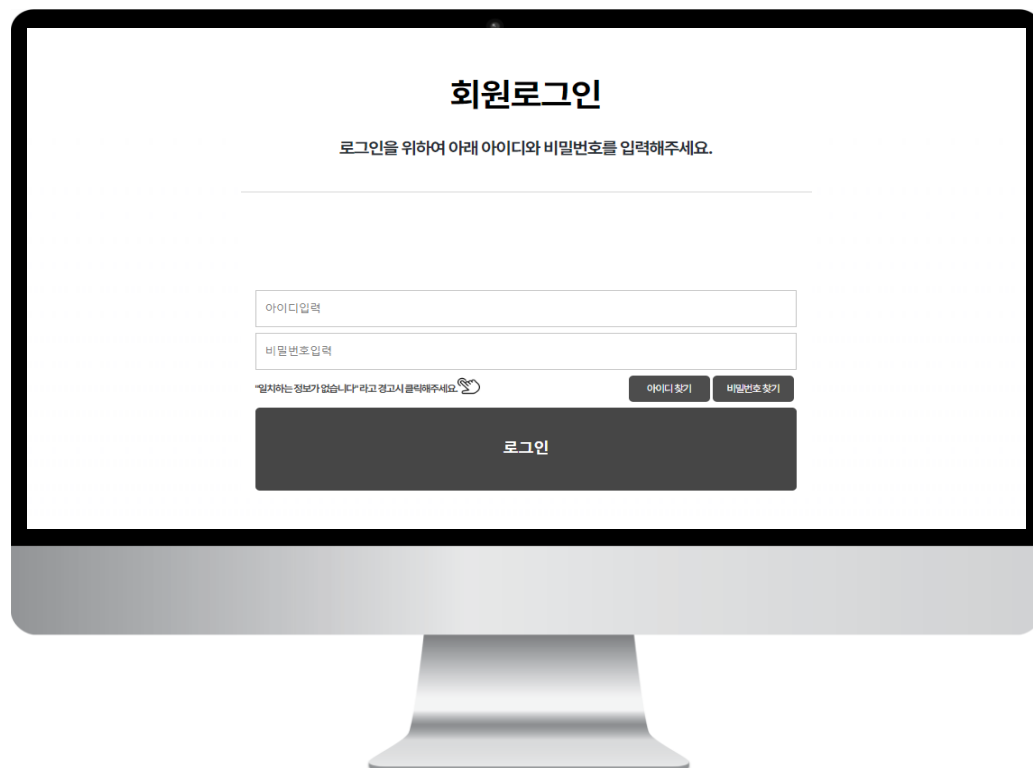 회원로그인
로그인을 위하여 아래 아이디와 비밀번호를 입력해주세요.
아이디입력
비밀번호입력
"일치하는 정보가 없습니다" 라고 경고시 클릭해주세요. 아이디 찾기 비밀번호 찾기
로그인